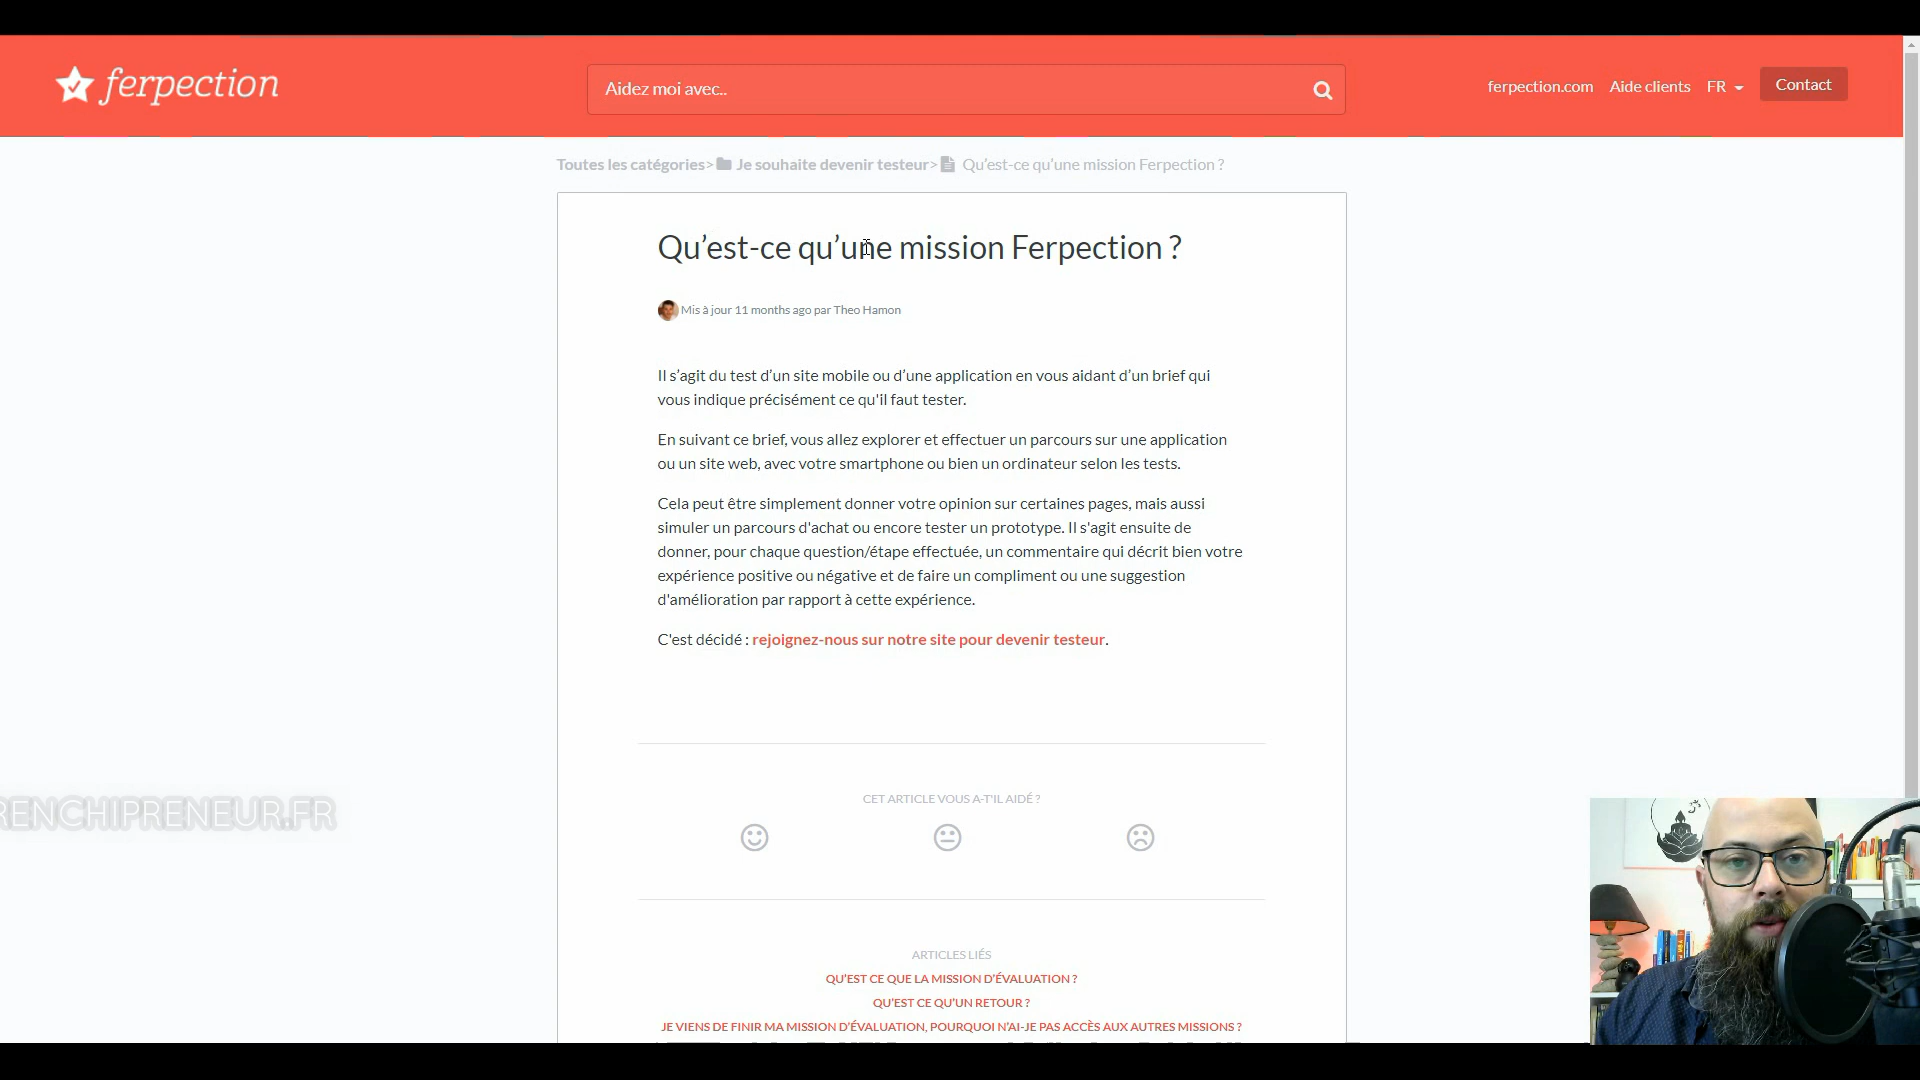 ferpection
Aidez moi avec..
ferpection.com
Aide clients
FR
Contact
Toutes les catégories> Je souhaite devenir testeur> Qu’est-ce qu’une mission Ferpection ?
Qu’est-ce qu’une mission Ferpection ?
Mis à jour 11 months ago par Theo Hamon
Il s’agit du test d’un site mobile ou d’une application en vous aidant d’un brief qui
vous indique précisément ce qu'il faut tester.
En suivant ce brief, vous allez explorer et effectuer un parcours sur une application
ou un site web, avec votre smartphone ou bien un ordinateur selon les tests.
Cela peut être simplement donner votre opinion sur certaines pages, mais aussi
simuler un parcours d'achat ou encore tester un prototype. Il s'agit ensuite de
donner, pour chaque question/étape effectuée, un commentaire qui décrit bien votre
expérience positive ou négative et de faire un compliment ou une suggestion
d'amélioration par rapport à cette expérience.
C'est décidé : rejoignez-nous sur notre site pour devenir testeur.
RENCHIPRENEUR.FR
CET ARTICLE VOUS A-T'IL AIDÉ ?
ARTICLES LIÉS
QU’EST CE QUE LA MISSION D’ÉVALUATION ?
QU’EST CE QU’UN RETOUR ?
JE VIENS DE FINIR MA MISSION D’ÉVALUATION, POURQUOI N’AI-JE PAS ACCÈS AUX AUTRES MISSIONS ?